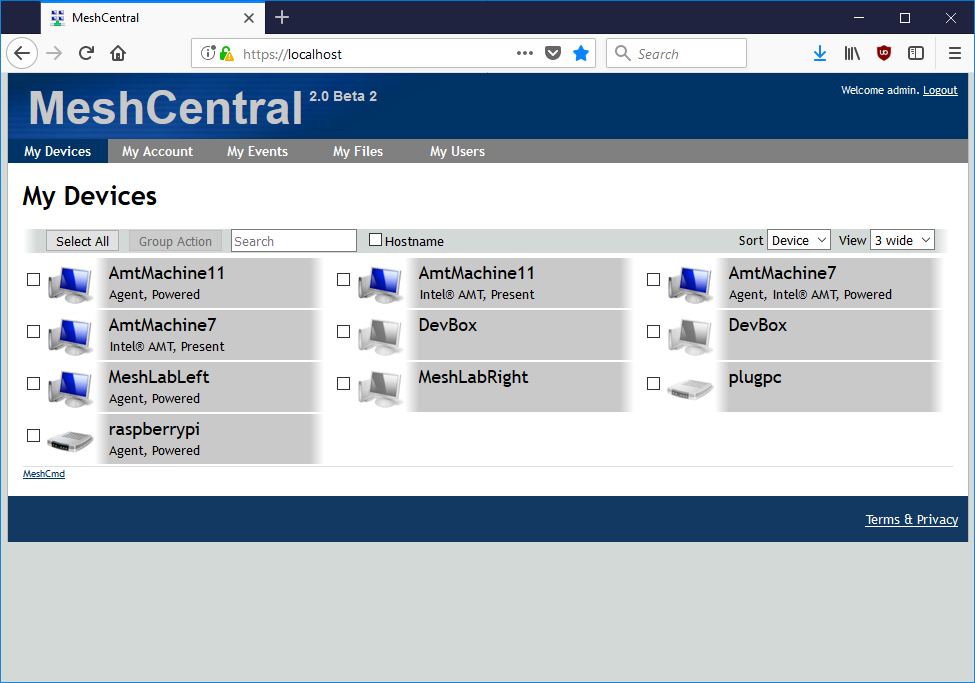 MeshCentral
https://localhost
Search
MeshCentral 2.0 Beta 2
Welcome admin. Logout
My Devices My Account My Events My Files My Users
My Devices
Select All Group Action Search Hostname Sort Device View 3 wide
AmtMachine11 AmtMachine11 AmtMachine7
Agent, Powered Intel® AMT, Present Agent, Intel® AMT, Powered
AmtMachine7 DevBox DevBox
Intel® AMT, Present
MeshLabLeft MeshLabRight plugpc
Agent, Powered
raspberrypi
Agent, Powered
MeshCmd
Terms & Privacy